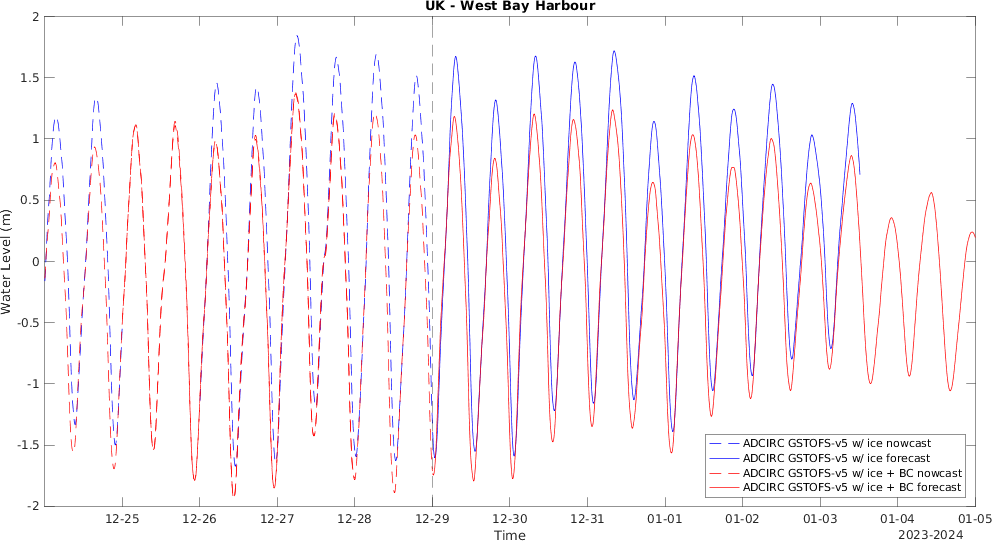 UK - West Bay Harbour
2
1.5
1
0.5
0
-0.5
-1
-1.5
-2
Water Level (m)
12-25 12-26 12-27 12-28 12-29 12-30 12-31 01-01 01-02 01-03 01-04 01-05
Time
2023-2024
ADCIRC GSTOFS-v5 w/ ice nowcast
ADCIRC GSTOFS-v5 w/ ice forecast
ADCIRC GSTOFS-v5 w/ ice + BC nowcast
ADCIRC GSTOFS-v5 w/ ice + BC forecast